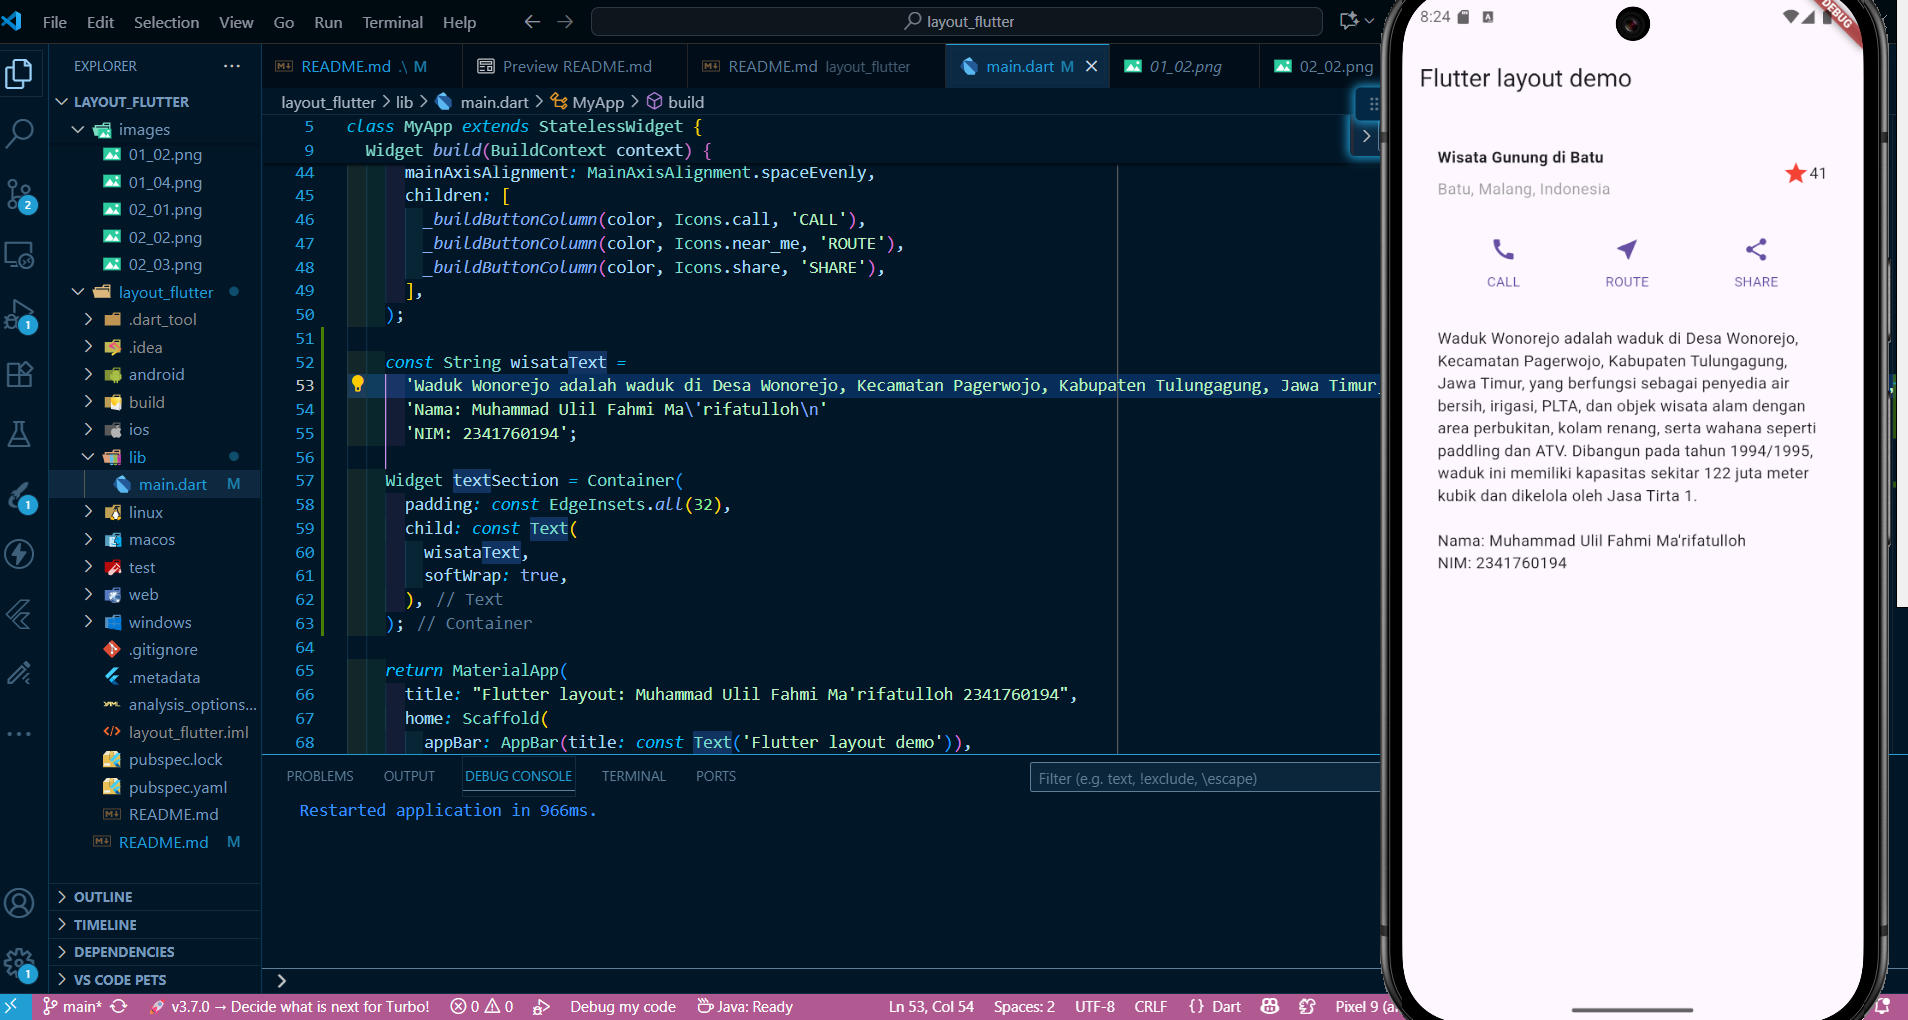 File Edit Selection View Go Run Terminal Help
layout_flutter
EXPLORER
LAYOUT_FLUTTER
images
01_02.png
01_04.png
02_01.png
02_02.png
02_03.png
layout_flutter
.dart_tool
.idea
android
build
ios
lib
main.dart M
linux
macos
test
web
windows
.gitignore
.metadata
analysis_options...
layout_flutter.iml
pubspec.lock
pubspec.yaml
README.md
README.md M
OUTLINE
TIMELINE
DEPENDENCIES
VS CODE PETS
2
1
1
1
README.md .\ M
Preview README.md
README.md layout_flutter
main.dart M
01_02.png
02_02.png
layout_flutter > lib > main.dart > MyApp > build
5 class MyApp extends StatelessWidget {
9 Widget build(BuildContext context) {
44 mainAxisAlignment: MainAxisAlignment.spaceEvenly,
45 children: [
46 _buildButtonColumn(color, Icons.call, 'CALL'),
47 _buildButtonColumn(color, Icons.near_me, 'ROUTE'),
48 _buildButtonColumn(color, Icons.share, 'SHARE'),
49 ],
50 );
51
52 const String wisataText =
53 'Waduk Wonorejo adalah waduk di Desa Wonorejo, Kecamatan Pagerwojo, Kabupaten Tulungagung, Jawa Timur,
54 'Nama: Muhammad Ulil Fahmi Ma\'rifatulloh\n'
55 'NIM: 2341760194';
56
57 Widget textSection = Container(
58 padding: const EdgeInsets.all(32),
59 child: const Text(
60 wisataText,
61 softWrap: true,
62 ), // Text
63 ); // Container
64
65 return MaterialApp(
66 title: "Flutter layout: Muhammad Ulil Fahmi Ma'rifatulloh 2341760194",
67 home: Scaffold(
68 appBar: AppBar(title: const Text('Flutter layout demo')),
PROBLEMS OUTPUT DEBUG CONSOLE TERMINAL PORTS
Filter (e.g. text, !exclude, \escape)
Restarted application in 966ms.
main* v3.7.0 → Decide what is next for Turbo! 0 0 Debug my code Java: Ready Ln 53, Col 54 Spaces: 2 UTF-8 CRLF {} Dart Pixel 9 (a
8:24
DEBUG
Flutter layout demo
Wisata Gunung di Batu
Batu, Malang, Indonesia
41
CALL ROUTE SHARE
Waduk Wonorejo adalah waduk di Desa Wonorejo,
Kecamatan Pagerwojo, Kabupaten Tulungagung,
Jawa Timur, yang berfungsi sebagai penyedia air
bersih, irigasi, PLTA, dan objek wisata alam dengan
area perbukitan, kolam renang, serta wahana seperti
paddling dan ATV. Dibangun pada tahun 1994/1995,
waduk ini memiliki kapasitas sekitar 122 juta meter
kubik dan dikelola oleh Jasa Tirta 1.
Nama: Muhammad Ulil Fahmi Ma'rifatulloh
NIM: 2341760194